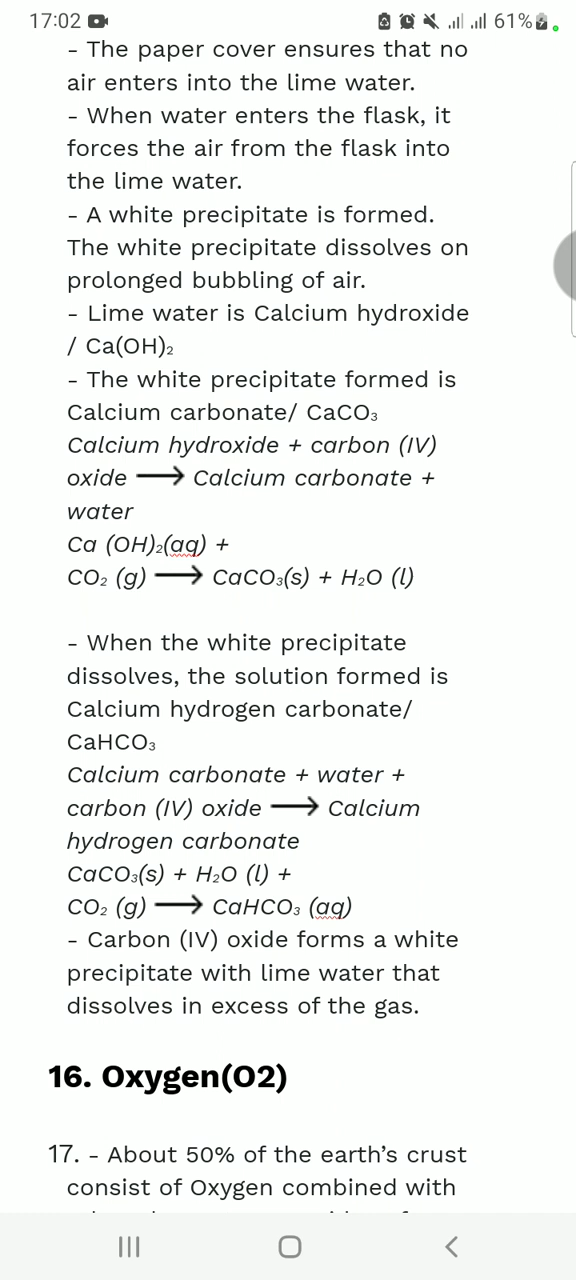 17:02 61%
- The paper cover ensures that no
air enters into the lime water.
- When water enters the flask, it
forces the air from the flask into
the lime water.
- A white precipitate is formed.
The white precipitate dissolves on
prolonged bubbling of air.
- Lime water is Calcium hydroxide
/ Ca(OH)₂
- The white precipitate formed is
Calcium carbonate/ CaCO₃
Calcium hydroxide + carbon (IV)
oxide ⟶ Calcium carbonate +
water
Ca (OH)₂(aq) +
CO₂ (g) ⟶ CaCO₃(s) + H₂O (l)
- When the white precipitate
dissolves, the solution formed is
Calcium hydrogen carbonate/
CaHCO₃
Calcium carbonate + water +
carbon (IV) oxide ⟶ Calcium
hydrogen carbonate
CaCO₃(s) + H₂O (l) +
CO₂ (g) ⟶ CaHCO₃ (aq)
- Carbon (IV) oxide forms a white
precipitate with lime water that
dissolves in excess of the gas.
16. Oxygen(O2)
17. - About 50% of the earth’s crust
consist of Oxygen combined with